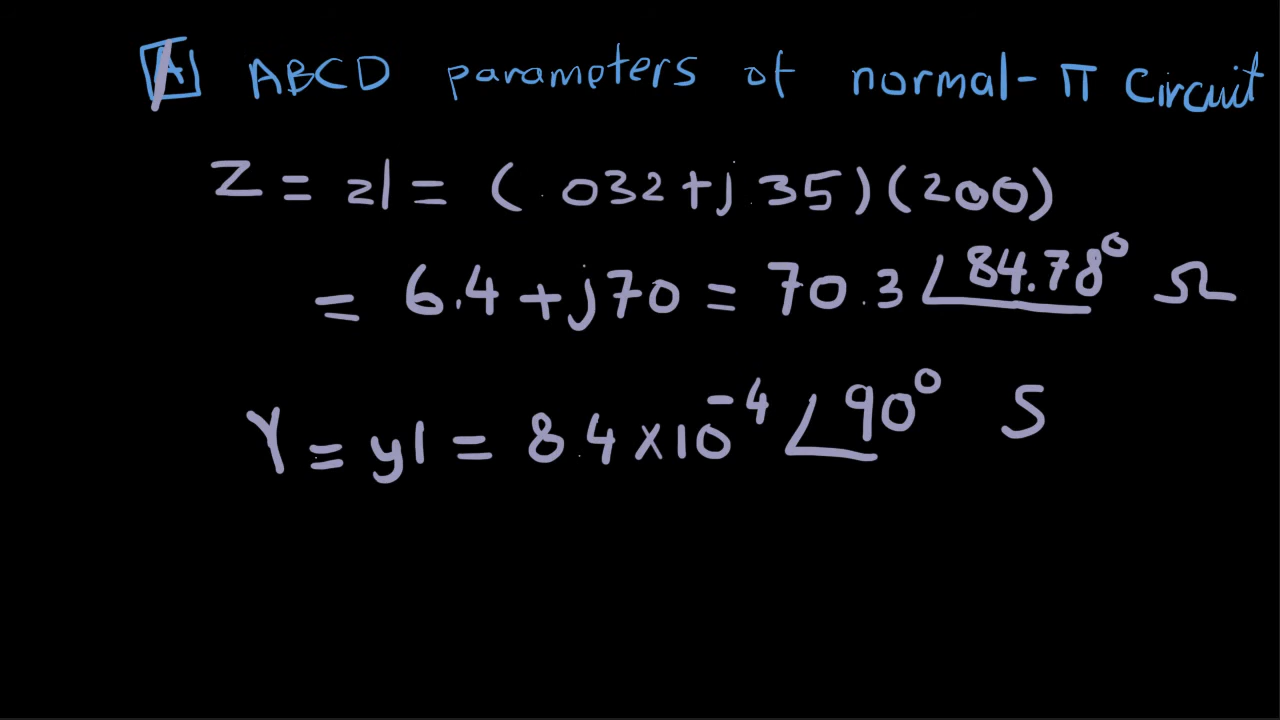 A ABCD parameters of normal-π Circuit
Z = zl = (.032+j.35)(200)
= 6.4+j70 = 70.3∠84.78° Ω
Y = yl = 8.4×10⁻⁴∠90° S